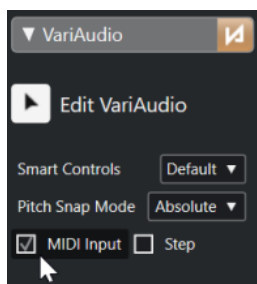 VariAudio
Edit VariAudio
Smart Controls Default
Pitch Snap Mode Absolute
MIDI Input Step